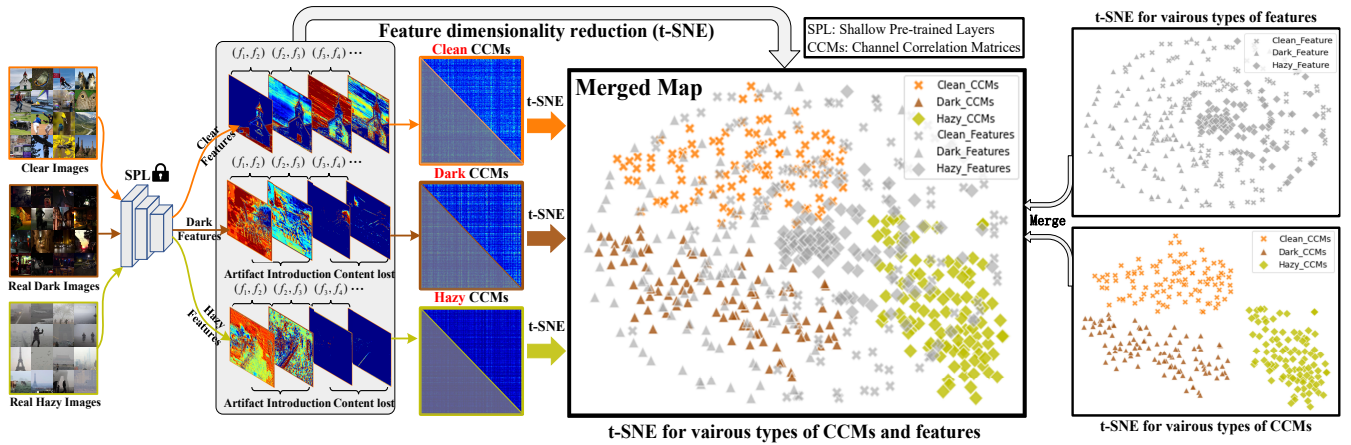 Feature dimensionality reduction (t-SNE)
SPL: Shallow Pre-trained Layers
CCMs: Channel Correlation Matrices
t-SNE for vairous types of features
(f₁, f₂) (f₂, f₃) (f₃, f₄) ···
Clean CCMs
t-SNE
Clear
Features
Clear Images
SPL
(f₁, f₂) (f₂, f₃) (f₃, f₄) ···
Dark CCMs
t-SNE
Dark
Features
Artifact Introduction Content lost
Real Dark Images
(f₁, f₂) (f₂, f₃) (f₃, f₄) ···
Hazy CCMs
t-SNE
Hazy
Features
Artifact Introduction Content lost
Real Hazy Images
Merged Map
Clean_CCMs
Dark_CCMs
Hazy_CCMs
Clean_Features
Dark_Features
Hazy_Features
t-SNE for vairous types of CCMs and features
Clean_Feature
Dark_Feature
Hazy_Feature
Merge
Clean_CCMs
Dark_CCMs
Hazy_CCMs
t-SNE for vairous types of CCMs